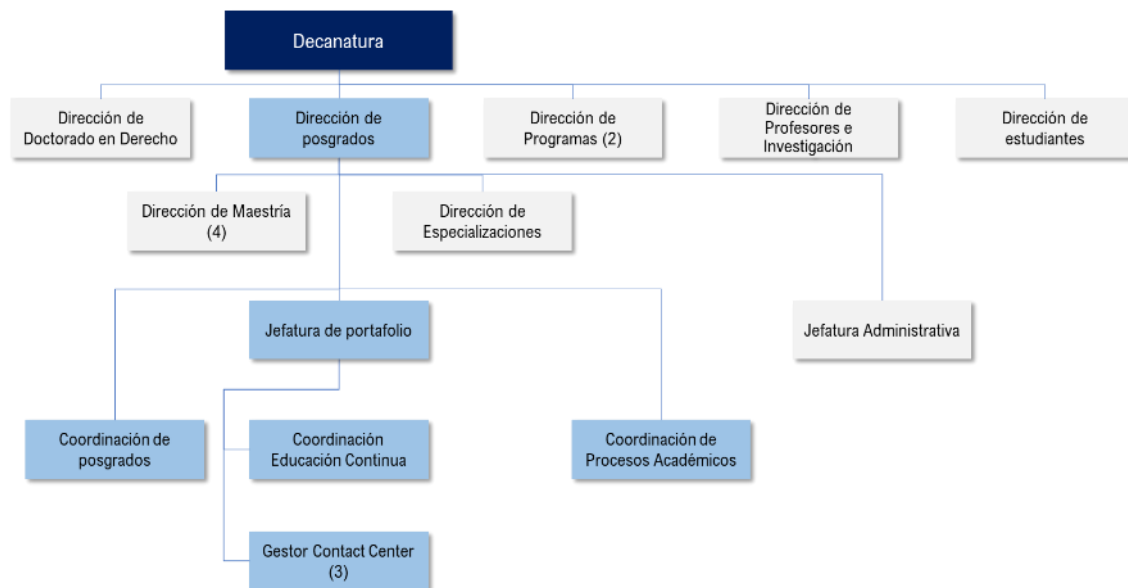 Decanatura
Dirección de
Doctorado en Derecho
Dirección de
posgrados
Dirección de
Programas (2)
Dirección de
Profesores e
Investigación
Dirección de
estudiantes
Dirección de Maestría
(4)
Dirección de
Especializaciones
Jefatura de portafolio
Jefatura Administrativa
Coordinación de
posgrados
Coordinación
Educación Continua
Coordinación de
Procesos Académicos
Gestor Contact Center
(3)